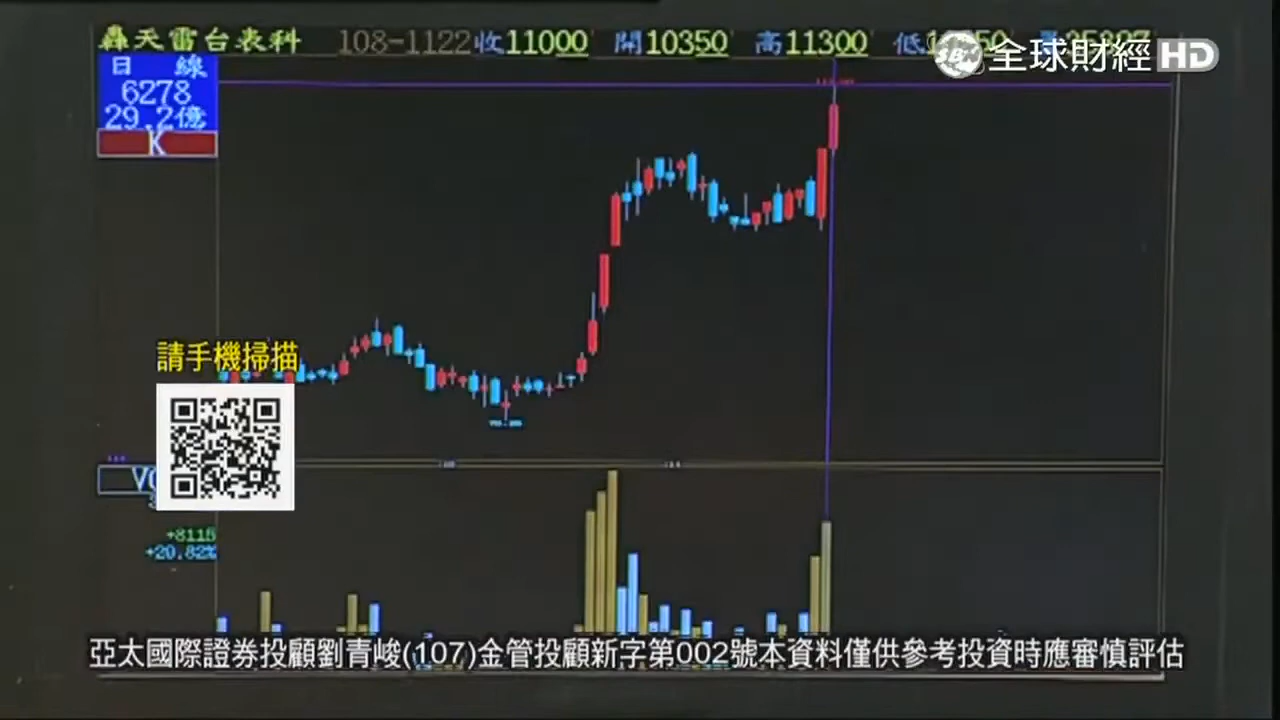 轟天雷台表科 108-1122 收11000 開10350 高11300 低
全球財經HD
日 線
6278
29.2億
K
請手機掃描
+8115
+20.82%
亞太國際證券投顧劉青峻(107)金管投顧新字第002號本資料僅供參考投資時應審慎評估